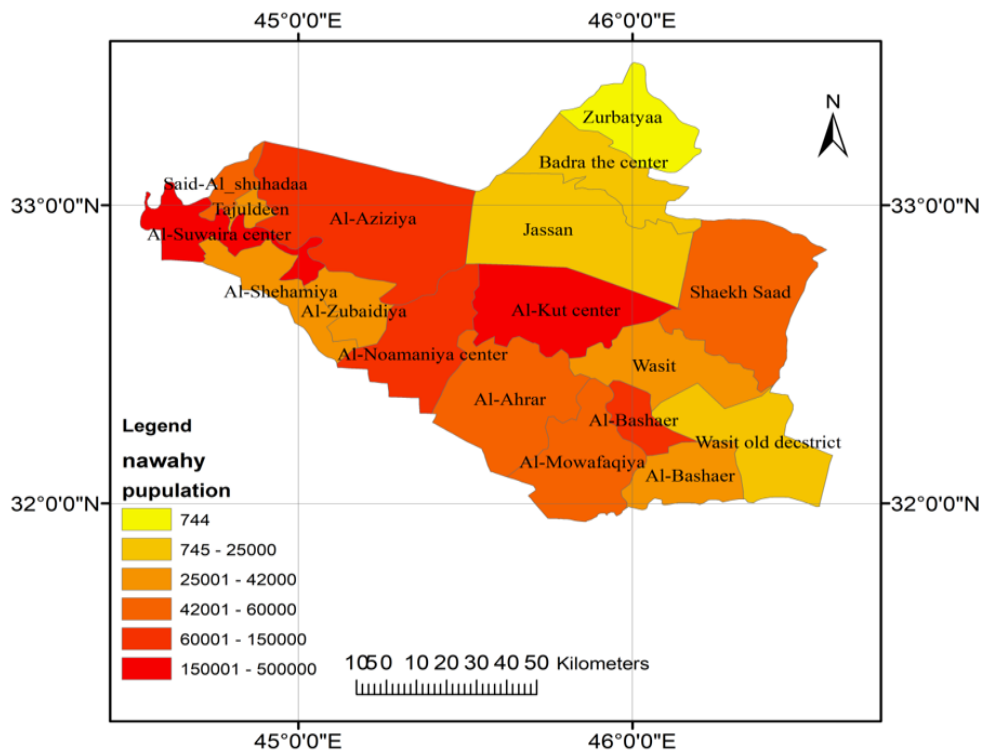 45°0'0"E 46°0'0"E
N
Zurbatyaa
Badra the center
Said-Al_shuhadaa
33°0'0"N 33°0'0"N
Tajuldeen
Al-Aziziya
Al-Suwaira center
Jassan
Al-Shehamiya
Shaekh Saad
Al-Zubaidiya
Al-Kut center
Al-Noamaniya center
Wasit
Al-Ahrar
Al-Bashaer
Wasit old decstrict
Al-Mowafaqiya
Al-Bashaer
32°0'0"N 32°0'0"N
Legend
nawahy
pupulation
744
745 - 25000
25001 - 42000
42001 - 60000
60001 - 150000
150001 - 500000
10 5 0 10 20 30 40 50 Kilometers
45°0'0"E 46°0'0"E